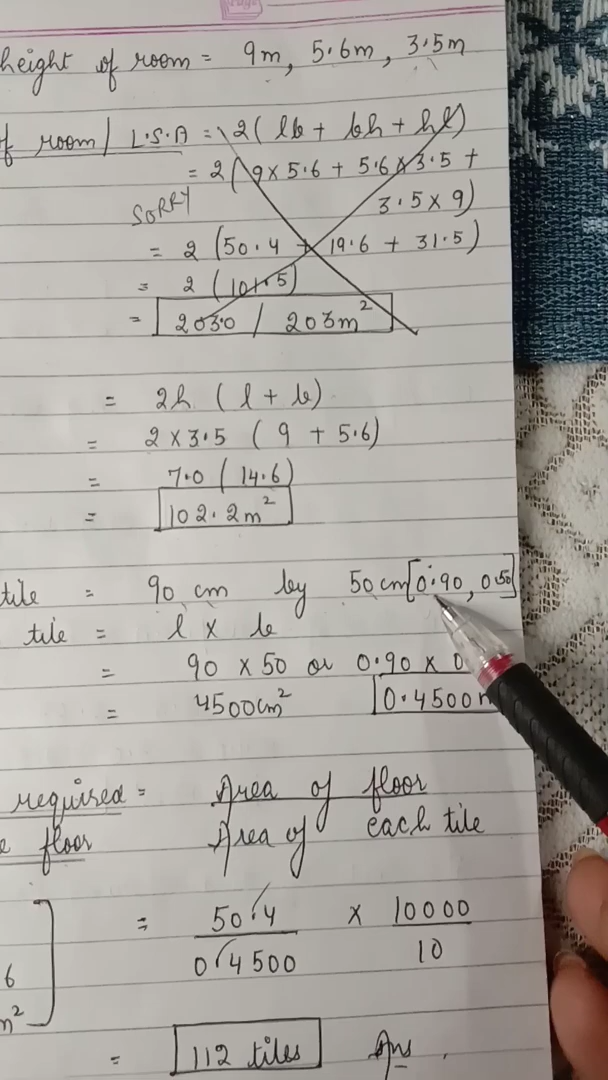 height of room = 9m, 5.6m, 3.5m
of room / L.S.A = 2( lb + bh + hl)
= 2 (9 x 5.6 + 5.6 x 3.5 +
SORRY 3.5 x 9)
= 2 (50.4 + 19.6 + 31.5)
= 2 (101.5)
= 203.0 / 203m²
= 2h ( l + b)
= 2 x 3.5 ( 9 + 5.6)
= 7.0 ( 14.6)
= 102.2m²
tile = 90 cm by 50cm[0.90, 0.50]
tile = l x b
= 90 x 50 or 0.90 x 0
= 4500cm² 0.4500
required = Area of floor
floor Area of each tile
= 50.4 x 10000
0.4500 10
6
m²
= 112 tiles Ans.